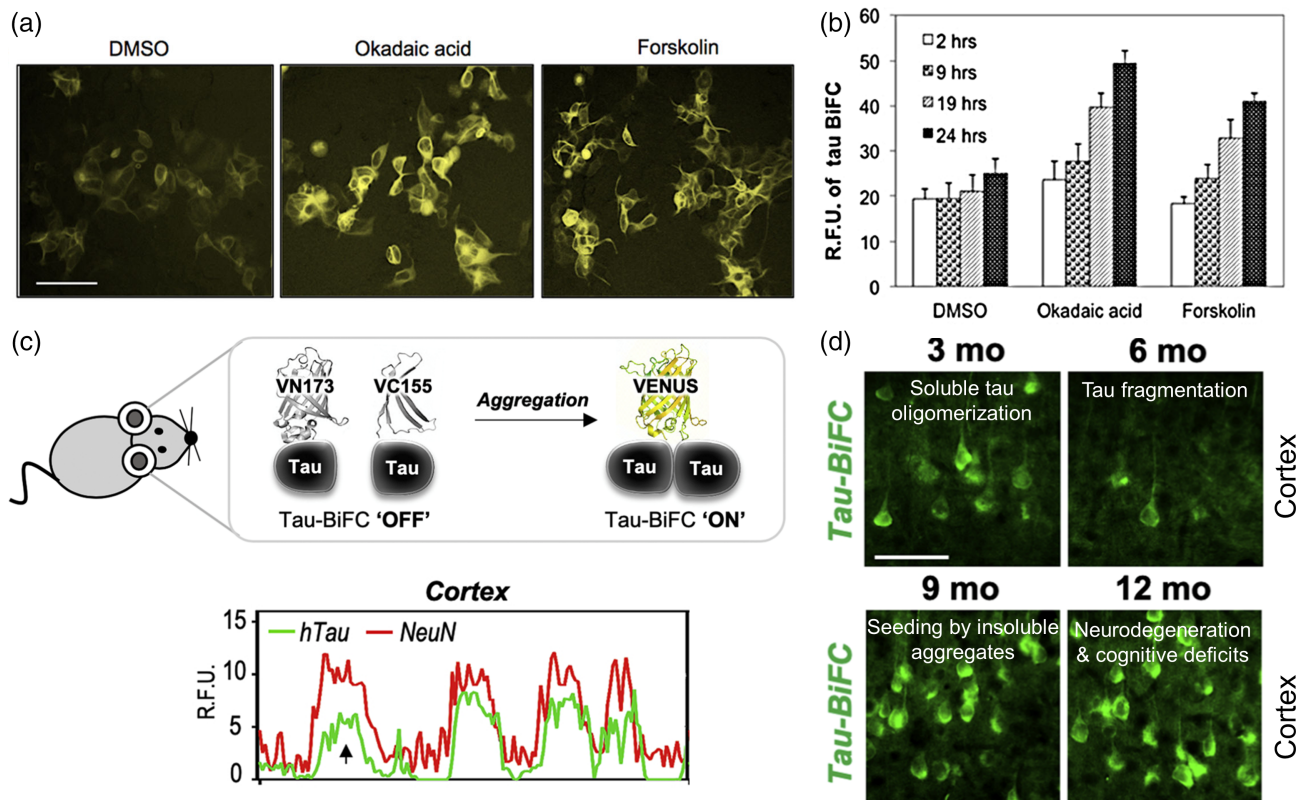 (a)
DMSO
Okadaic acid
Forskolin
(b)
R.F.U. of tau BiFC
60
50
40
30
20
10
0
2 hrs
9 hrs
19 hrs
24 hrs
DMSO
Okadaic acid
Forskolin
(c)
VN173
VC155
Aggregation
VENUS
Tau
Tau
Tau
Tau
Tau-BiFC 'OFF'
Tau-BiFC 'ON'
Cortex
R.F.U.
15
10
5
0
hTau
NeuN
(d)
3 mo
6 mo
Tau-BiFC
Soluble tau
oligomerization
Tau fragmentation
Cortex
9 mo
12 mo
Tau-BiFC
Seeding by insoluble
aggregates
Neurodegeneration
& cognitive deficits
Cortex